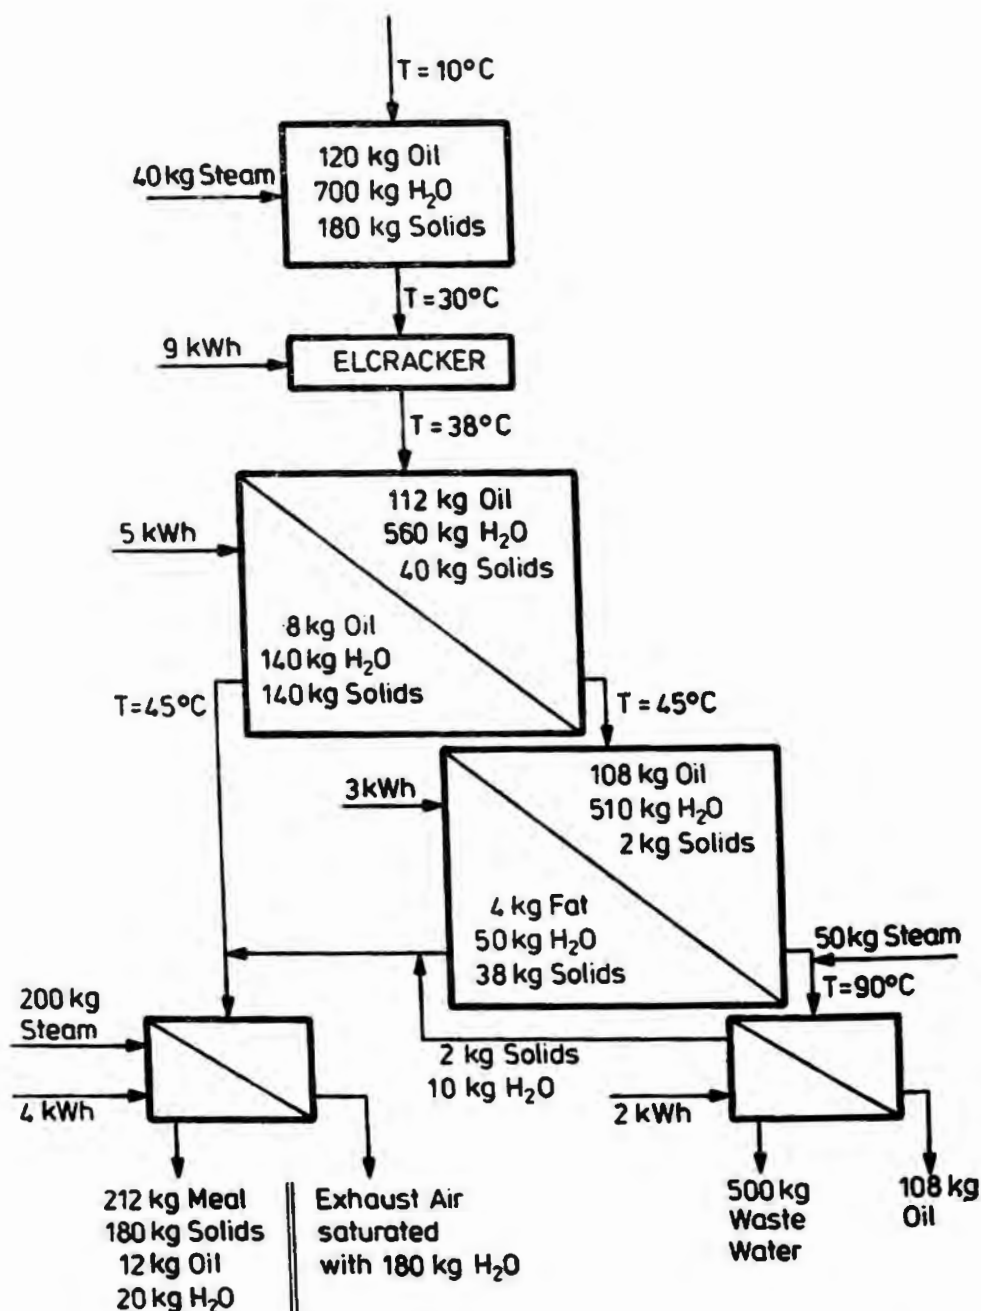 T = 10°C
40 kg Steam
120 kg Oil
700 kg H₂O
180 kg Solids
T = 30°C
9 kWh
ELCRACKER
T = 38°C
5 kWh
112 kg Oil
560 kg H₂O
40 kg Solids
8 kg Oil
140 kg H₂O
140 kg Solids
T=45°C
T = 45°C
3 kWh
108 kg Oil
510 kg H₂O
2 kg Solids
4 kg Fat
50 kg H₂O
38 kg Solids
50 kg Steam
T=90°C
200 kg
Steam
4 kWh
2 kg Solids
10 kg H₂O
2 kWh
212 kg Meal
180 kg Solids
12 kg Oil
20 kg H₂O
Exhaust Air
saturated
with 180 kg H₂O
500 kg
Waste
Water
108 kg
Oil